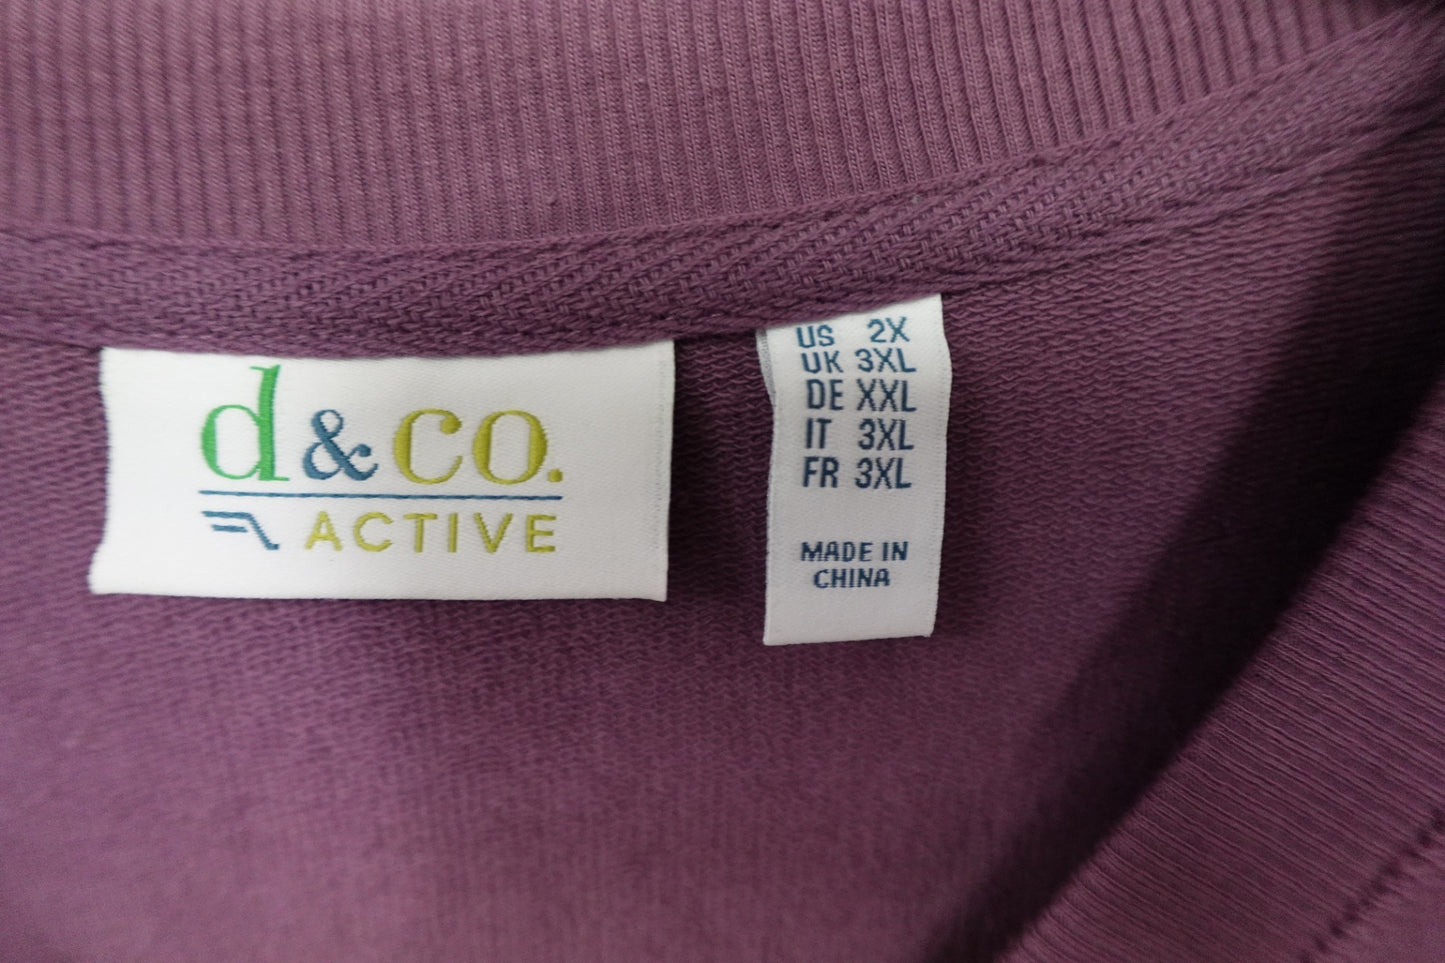 d&co.
ACTIVE
US 2X
UK 3XL
DE XXL
IT 3XL
FR 3XL
MADE IN
CHINA